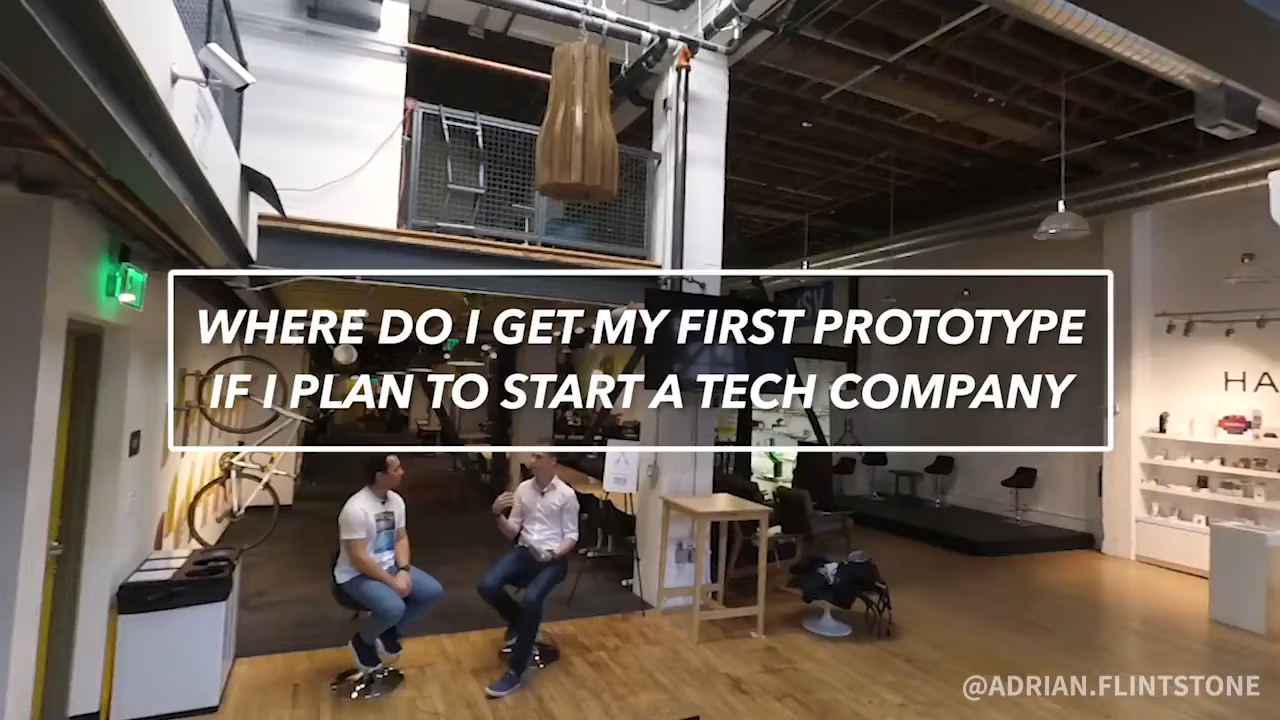 WHERE DO I GET MY FIRST PROTOTYPE
IF I PLAN TO START A TECH COMPANY
HA
@ADRIAN.FLINTSTONE